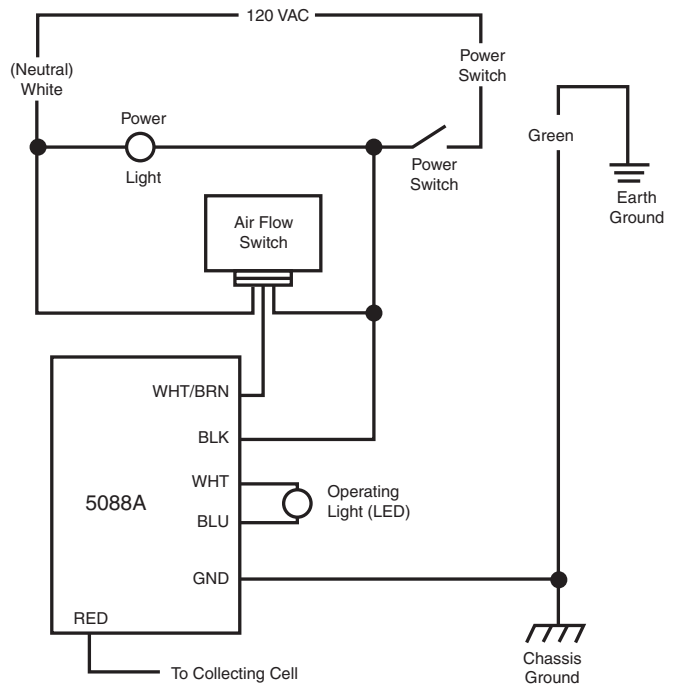 120 VAC
(Neutral)
White
Power
Switch
Power
Light
Power
Switch
Green
Earth
Ground
Air Flow
Switch
WHT/BRN
BLK
WHT
BLU
5088A
Operating
Light (LED)
GND
RED
To Collecting Cell
Chassis
Ground